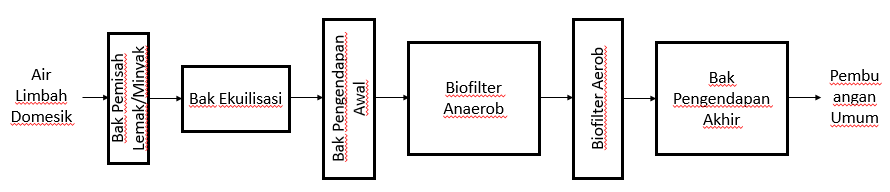 Air
Limbah
Domesik
Bak Pemisah
Lemak/Minyak
Bak Ekuilisasi
Bak Pengendapan
Awal
Biofilter
Anaerob
Biofilter Aerob
Bak
Pengendapan
Akhir
Pembu
angan
Umum